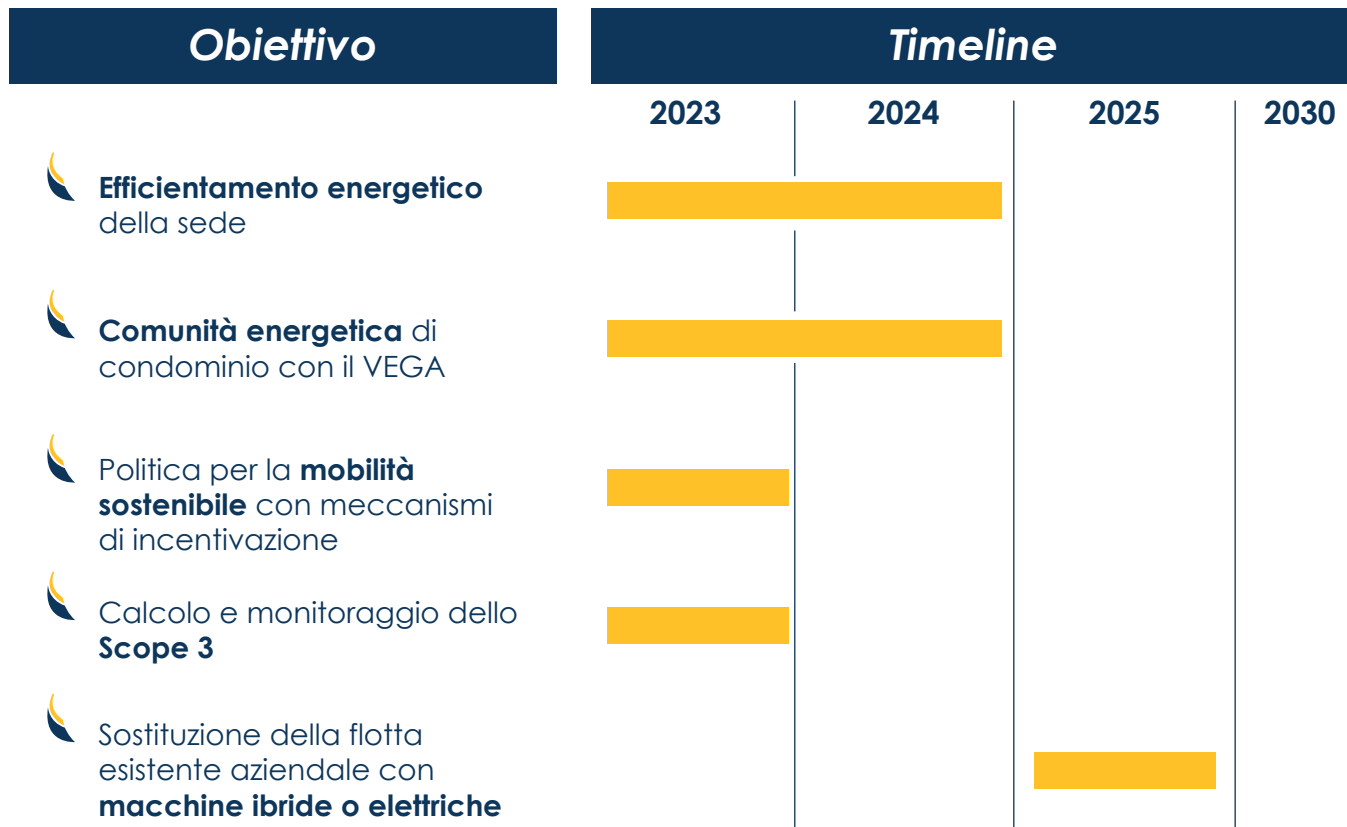 Obiettivo
Timeline
2023 2024 2025 2030
Efficientamento energetico
della sede
Comunità energetica di
condominio con il VEGA
Politica per la mobilità
sostenibile con meccanismi
di incentivazione
Calcolo e monitoraggio dello
Scope 3
Sostituzione della flotta
esistente aziendale con
macchine ibride o elettriche